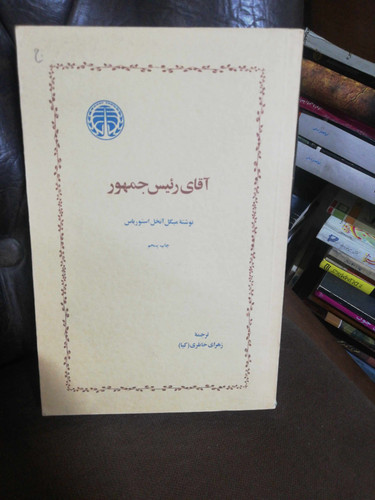 آقای رئیس جمهور
نوشتهٔ میگل آنخل استوریاس
چاپ پنجم
ترجمهٔ
زهرای خانلری (کیا)